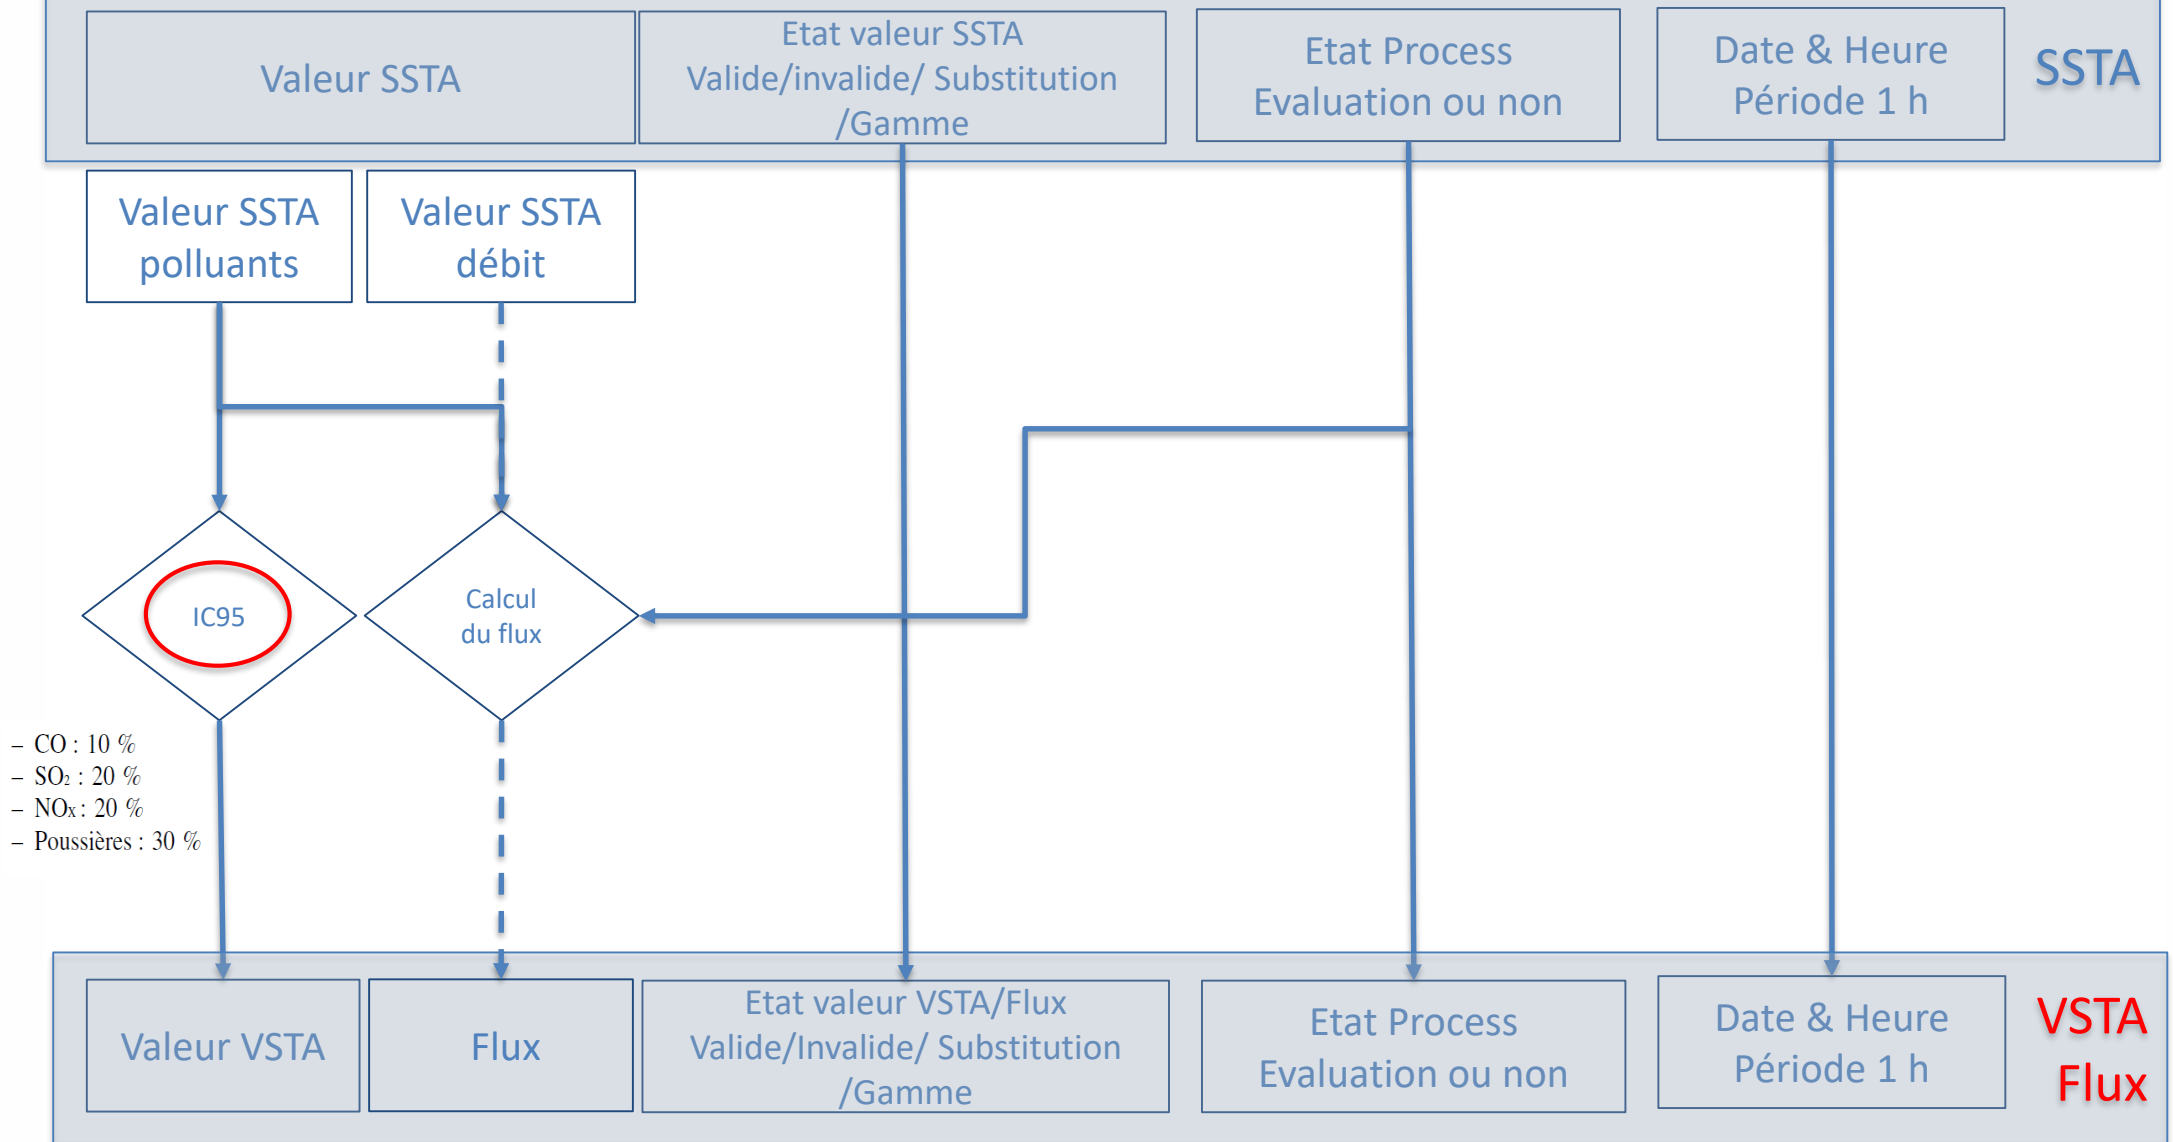 Valeur SSTA
Etat valeur SSTA
Valide/invalide/ Substitution
/Gamme
Etat Process
Evaluation ou non
Date & Heure
Période 1 h
SSTA
Valeur SSTA
polluants
Valeur SSTA
débit
IC95
Calcul
du flux
– CO : 10 %
– SO₂ : 20 %
– NOx : 20 %
– Poussières : 30 %
Valeur VSTA
Flux
Etat valeur VSTA/Flux
Valide/Invalide/ Substitution
/Gamme
Etat Process
Evaluation ou non
Date & Heure
Période 1 h
VSTA
Flux